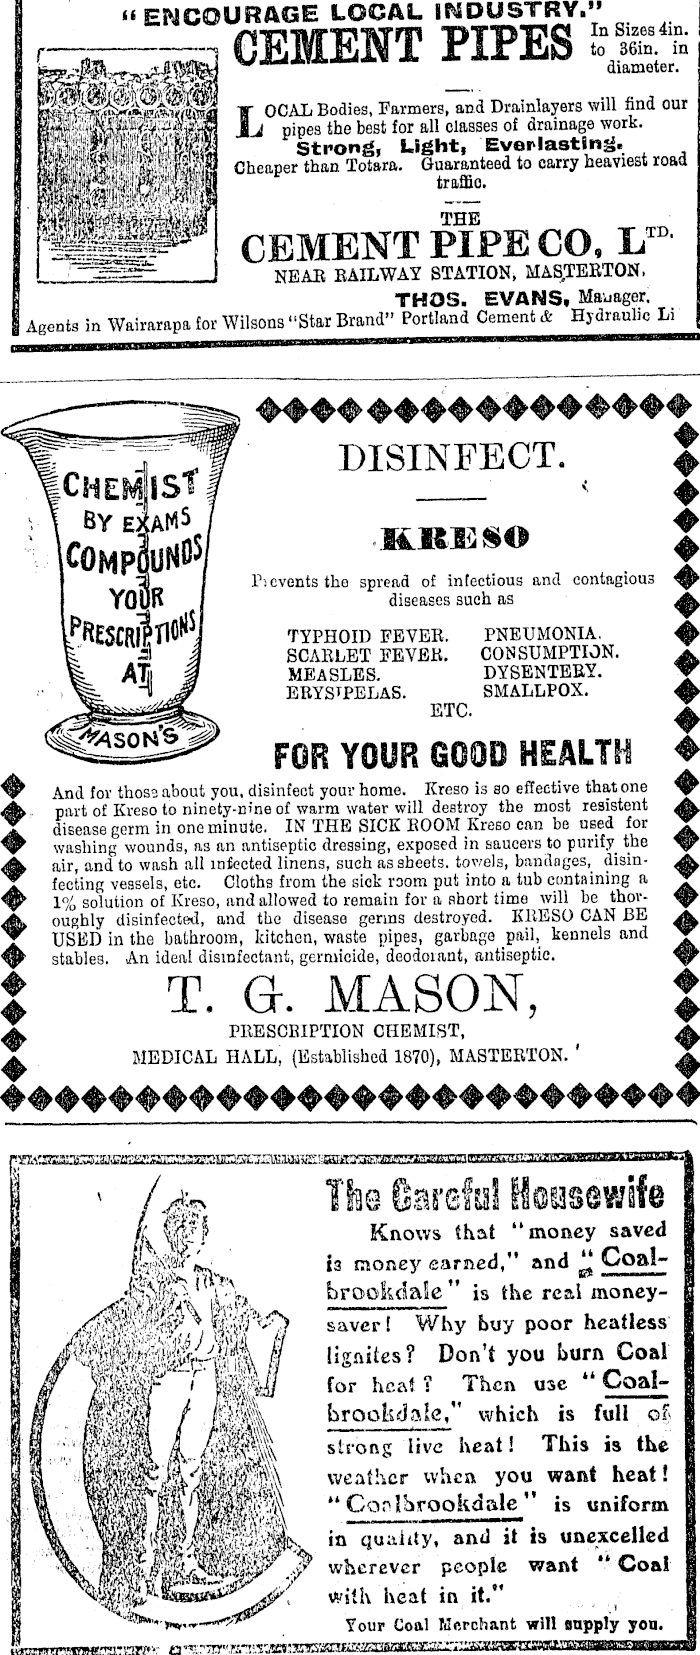 "ENCOURAGE LOCAL INDUSTRY."
CEMENT PIPES
In Sizes 4in.
to 36in. in
diameter.
LOCAL Bodies, Farmers, and Drainlayers will find our
pipes the best for all classes of drainage work.
Strong, Light, Everlasting.
Cheaper than Totara. Guaranteed to carry heaviest road
traffic.
THE
CEMENT PIPE CO, LTD.
NEAR RAILWAY STATION, MASTERTON.
THOS. EVANS, Manager.
Agents in Wairarapa for Wilsons "Star Brand" Portland Cement & Hydraulic Li
CHEMIST
BY EXAMS
COMPOUNDS
YOUR
PRESCRIPTIONS
AT
MASON'S
DISINFECT.
KRESO
Prevents the spread of infectious and contagious
diseases such as
TYPHOID FEVER. PNEUMONIA.
SCARLET FEVER. CONSUMPTION.
MEASLES. DYSENTERY.
ERYSIPELAS. SMALLPOX.
ETC.
FOR YOUR GOOD HEALTH
And for those about you, disinfect your home. Kreso is so effective that one
part of Kreso to ninety-nine of warm water will destroy the most resistent
disease germ in one minute. IN THE SICK ROOM Kreso can be used for
washing wounds, as an antiseptic dressing, exposed in saucers to purify the
air, and to wash all infected linens, such as sheets. towels, bandages, disin-
fecting vessels, etc. Cloths from the sick room put into a tub containing a
1% solution of Kreso, and allowed to remain for a short time will be thor-
oughly disinfected, and the disease germs destroyed. KRESO CAN BE
USED in the bathroom, kitchen, waste pipes, garbage pail, kennels and
stables. An ideal disinfectant, germicide, deodorant, antiseptic.
T. G. MASON,
PRESCRIPTION CHEMIST,
MEDICAL HALL, (Established 1870), MASTERTON.
The Careful Housewife
Knows that "money saved
is money earned," and "Coal-
brookdale" is the real money-
saver! Why buy poor heatless
lignites? Don't you burn Coal
for heat? Then use "Coal-
brookdale," which is full of
strong live heat! This is the
weather when you want heat!
"Coalbrookdale" is uniform
in quality, and it is unexcelled
wherever people want "Coal
with heat in it."
Your Coal Merchant will supply you.